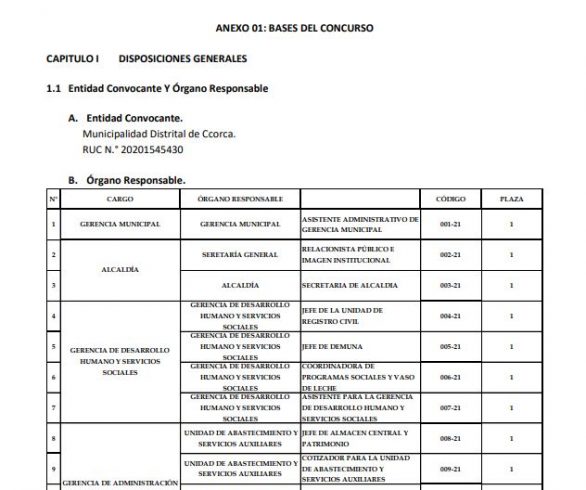 ANEXO 01: BASES DEL CONCURSO
CAPITULO I DISPOSICIONES GENERALES
1.1 Entidad Convocante Y Órgano Responsable
A. Entidad Convocante.
Municipalidad Distrital de Ccorca.
RUC N.° 20201545430
B. Órgano Responsable.
N° CARGO ÓRGANO RESPONSABLE CÓDIGO PLAZA
1 GERENCIA MUNICIPAL GERENCIA MUNICIPAL ASISTENTE ADMINISTRATIVO DE
GERENCIA MUNICIPAL 001-21 1
ALCALDÍA
2 SERETARÍA GENERAL RELACIONISTA PÚBLICO E
IMAGEN INSTITUCIONAL 002-21 1
3 ALCALDÍA SECRETARIA DE ALCALDIA 003-21 1
GERENCIA DE DESARROLLO
HUMANO Y SERVICIOS
SOCIALES
4 GERENCIA DE DESARROLLO
HUMANO Y SERVICIOS
SOCIALES
JEFE DE LA UNIDAD DE
REGISTRO CIVIL 004-21 1
5 GERENCIA DE DESARROLLO
HUMANO Y SERVICIOS
SOCIALES
JEFE DE DEMUNA 005-21 1
6 GERENCIA DE DESARROLLO
HUMANO Y SERVICIOS
SOCIALES
COORDINADORA DE
PROGRAMAS SOCIALES Y VASO
DE LECHE 006-21 1
7 GERENCIA DE DESARROLLO
HUMANO Y SERVICIOS
SOCIALES
ASISTENTE PARA LA GERENCIA
DE DESARROLLO HUMANO Y
SERVICIOS SOCIALES 007-21 1
8 UNIDAD DE ABASTECIMIENTO Y
SERVICIOS AUXILIARES
JEFE DE ALMACEN CENTRAL Y
PATRIMONIO 008-21 1
9 UNIDAD DE ABASTECIMIENTO Y
SERVICIOS AUXILIARES
COTIZADOR PARA LA UNIDAD
DE ABASTECIMIENTO Y
SERVICIOS AUXILIARES 009-21 1
GERENCIA DE ADMINISTRACIÓN